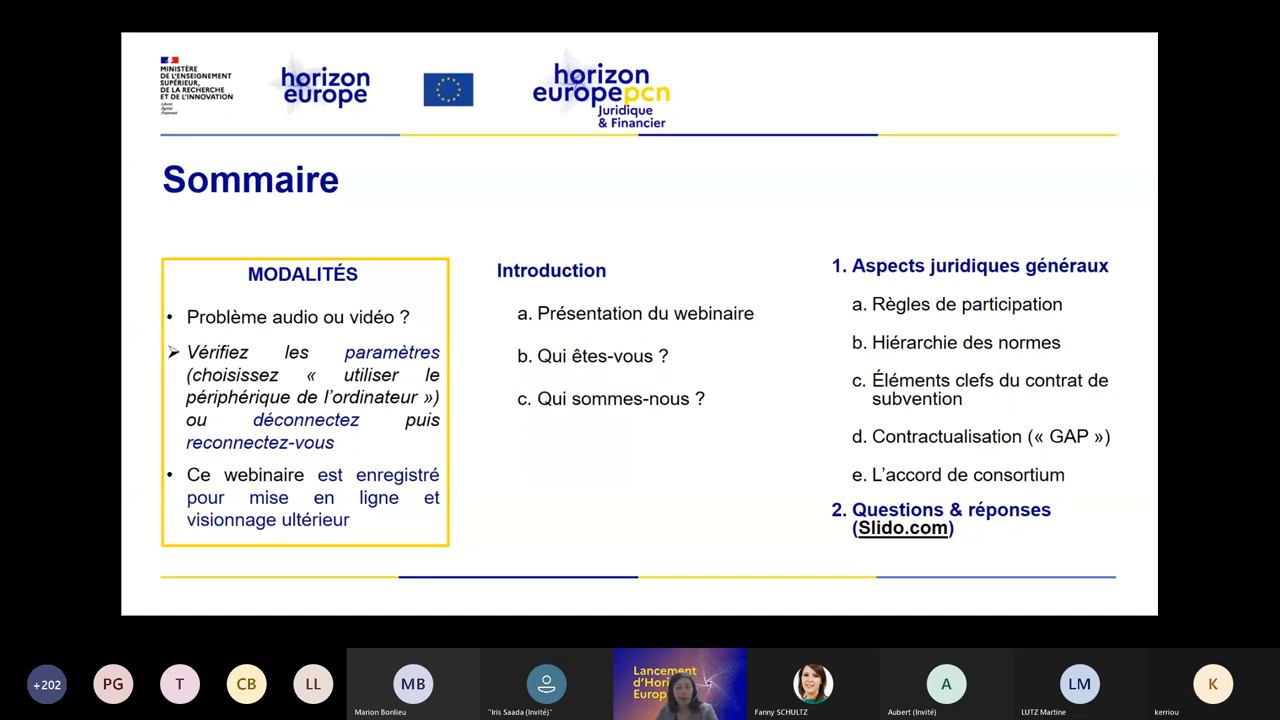 MINISTÈRE
DE L'ENSEIGNEMENT
SUPÉRIEUR,
DE LA RECHERCHE
ET DE L'INNOVATION
Liberté
Égalité
Fraternité
horizon
europe
horizon
europepcn
Juridique
& Financier
Sommaire
MODALITÉS
• Problème audio ou vidéo ?
➢ Vérifiez les paramètres
(choisissez « utiliser le
périphérique de l'ordinateur »)
ou déconnectez puis
reconnectez-vous
• Ce webinaire est enregistré
pour mise en ligne et
visionnage ultérieur
Introduction
a. Présentation du webinaire
b. Qui êtes-vous ?
c. Qui sommes-nous ?
1. Aspects juridiques généraux
a. Règles de participation
b. Hiérarchie des normes
c. Éléments clefs du contrat de
subvention
d. Contractualisation (« GAP »)
e. L'accord de consortium
2. Questions & réponses
(Slido.com)
+202
PG
T
CB
LL
MB
Marion Bonlieu
"Iris Saada (Invité)"
Lancement
d'Hori
Europ
Fanny SCHULTZ
A
Aubert (Invité)
LM
LUTZ Martine
K
kerriou